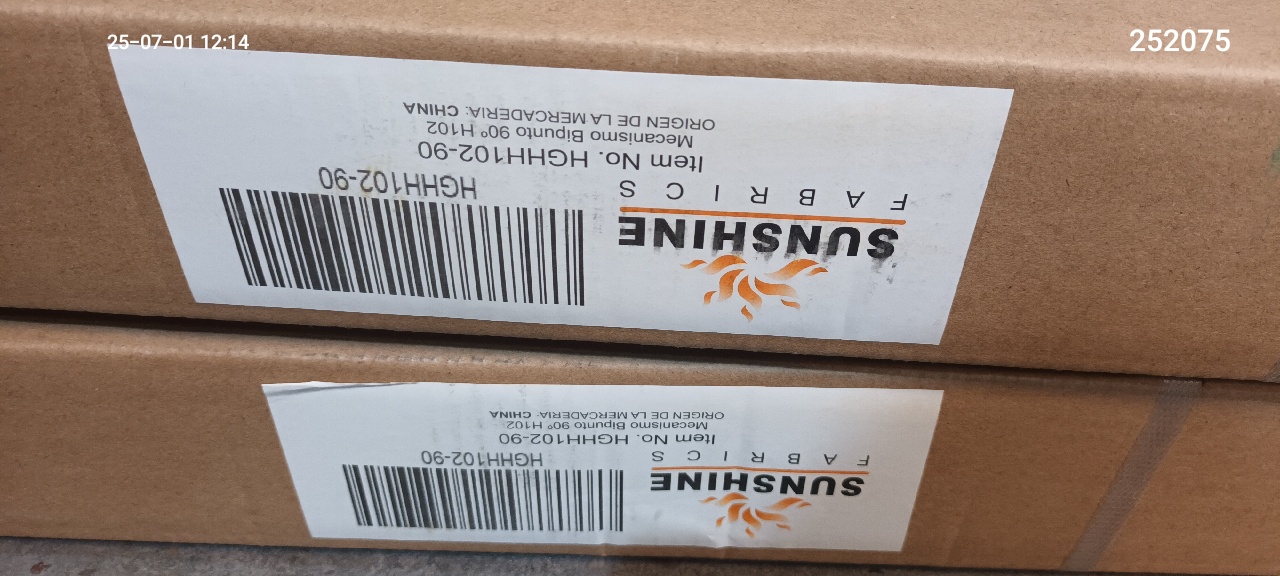 25-07-01 12:14
252075
SUNSHINE
FABRICS
Item No. HGHH102-90
Mecanismo Bipunto 90º H102
ORIGEN DE LA MERCADERIA: CHINA
HGHH102-90
SUNSHINE
FABRICS
Item No. HGHH102-90
Mecanismo Bipunto 90º H102
ORIGEN DE LA MERCADERIA: CHINA
HGHH102-90